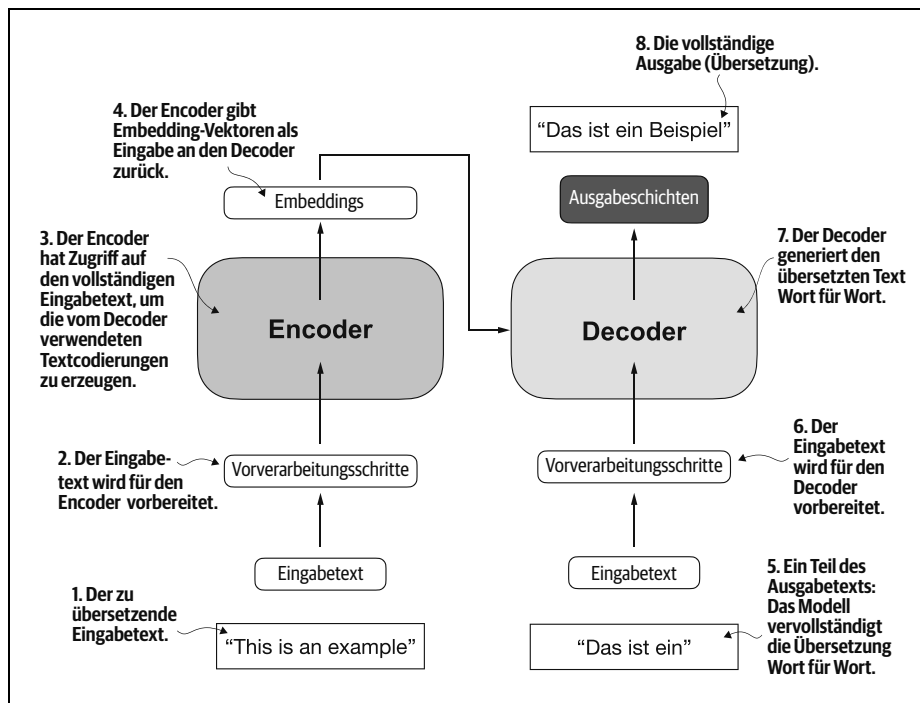 8. Die vollständige
Ausgabe (Übersetzung).
4. Der Encoder gibt
Embedding-Vektoren als
Eingabe an den Decoder
zurück.
“Das ist ein Beispiel”
Embeddings
Ausgabeschichten
3. Der Encoder
hat Zugriff auf
den vollständigen
Eingabetext, um
die vom Decoder
verwendeten
Textcodierungen
zu erzeugen.
Encoder
Decoder
7. Der Decoder
generiert den
übersetzten Text
Wort für Wort.
2. Der Eingabe-
text wird für den
Encoder vorbereitet.
Vorverarbeitungsschritte
Vorverarbeitungsschritte
6. Der
Eingabetext
wird für den
Decoder
vorbereitet.
Eingabetext
Eingabetext
1. Der zu
übersetzende
Eingabetext.
“This is an example”
“Das ist ein”
5. Ein Teil des
Ausgabetexts:
Das Modell
vervollständigt
die Übersetzung
Wort für Wort.